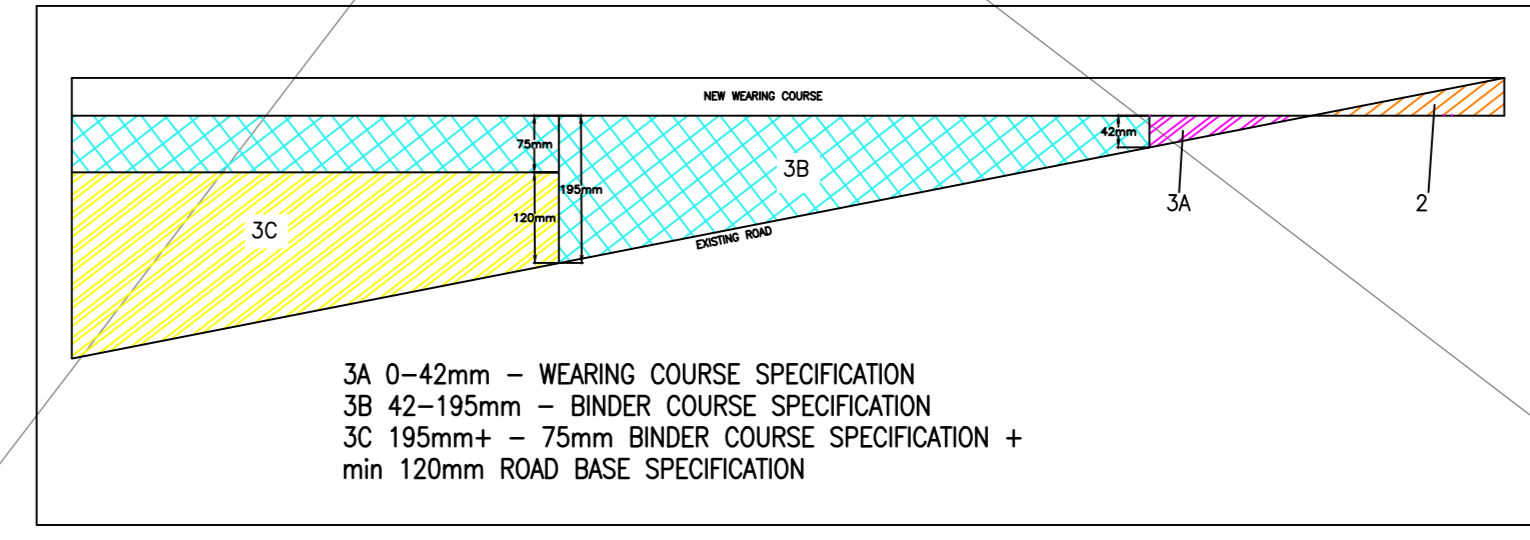 NEW WEARING COURSE
42mm
75mm
3B
195mm
3A
2
120mm
3C
EXISTING ROAD
3A 0-42mm - WEARING COURSE SPECIFICATION
3B 42-195mm - BINDER COURSE SPECIFICATION
3C 195mm+ - 75mm BINDER COURSE SPECIFICATION +
min 120mm ROAD BASE SPECIFICATION